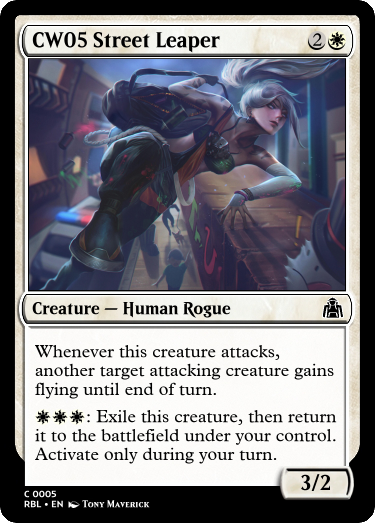 CW05 Street Leaper
2
Creature — Human Rogue
Whenever this creature attacks,
another target attacking creature gains
flying until end of turn.
: Exile this creature, then return
it to the battlefield under your control.
Activate only during your turn.
3/2
C 0005
RBL • EN Tony Maverick